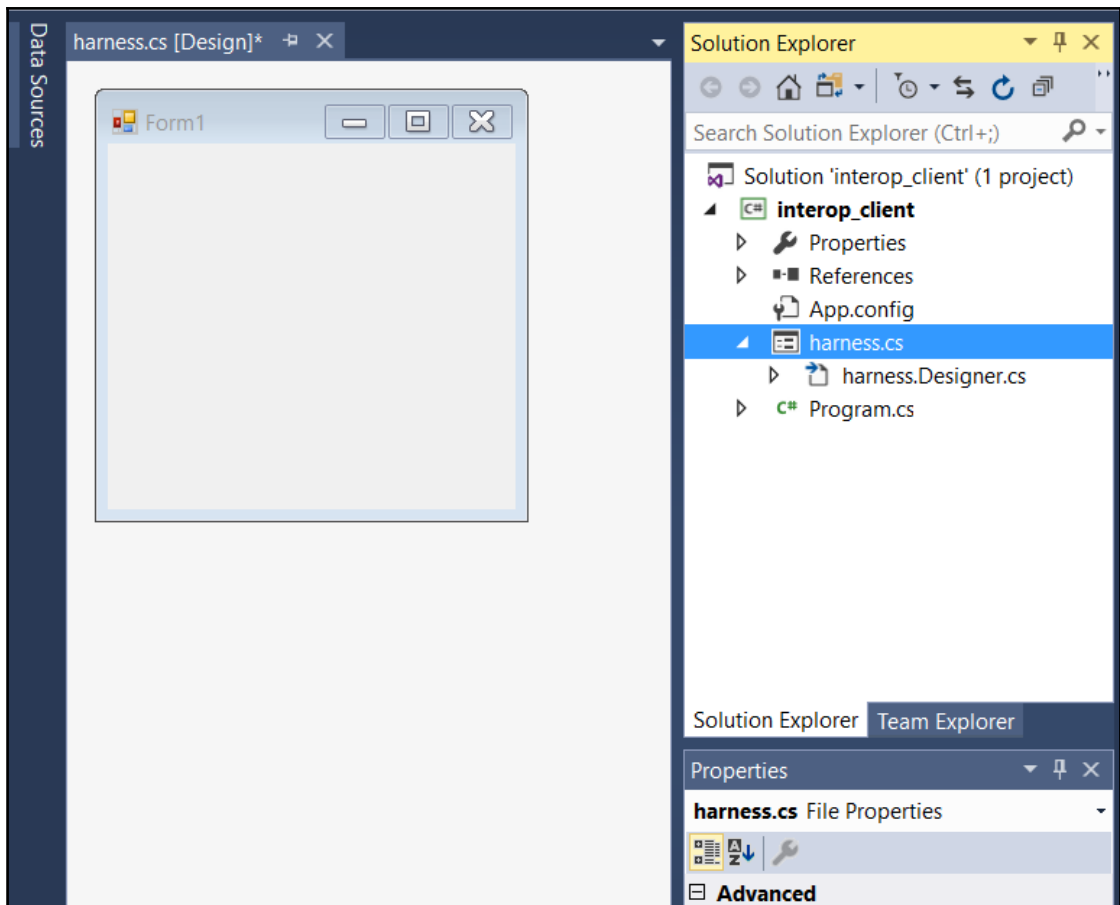 Data Sources
harness.cs [Design]*
Form1
Solution Explorer
Search Solution Explorer (Ctrl+;)
Solution 'interop_client' (1 project)
C# interop_client
Properties
References
App.config
harness.cs
harness.Designer.cs
C# Program.cs
Solution Explorer Team Explorer
Properties
harness.cs File Properties
Advanced